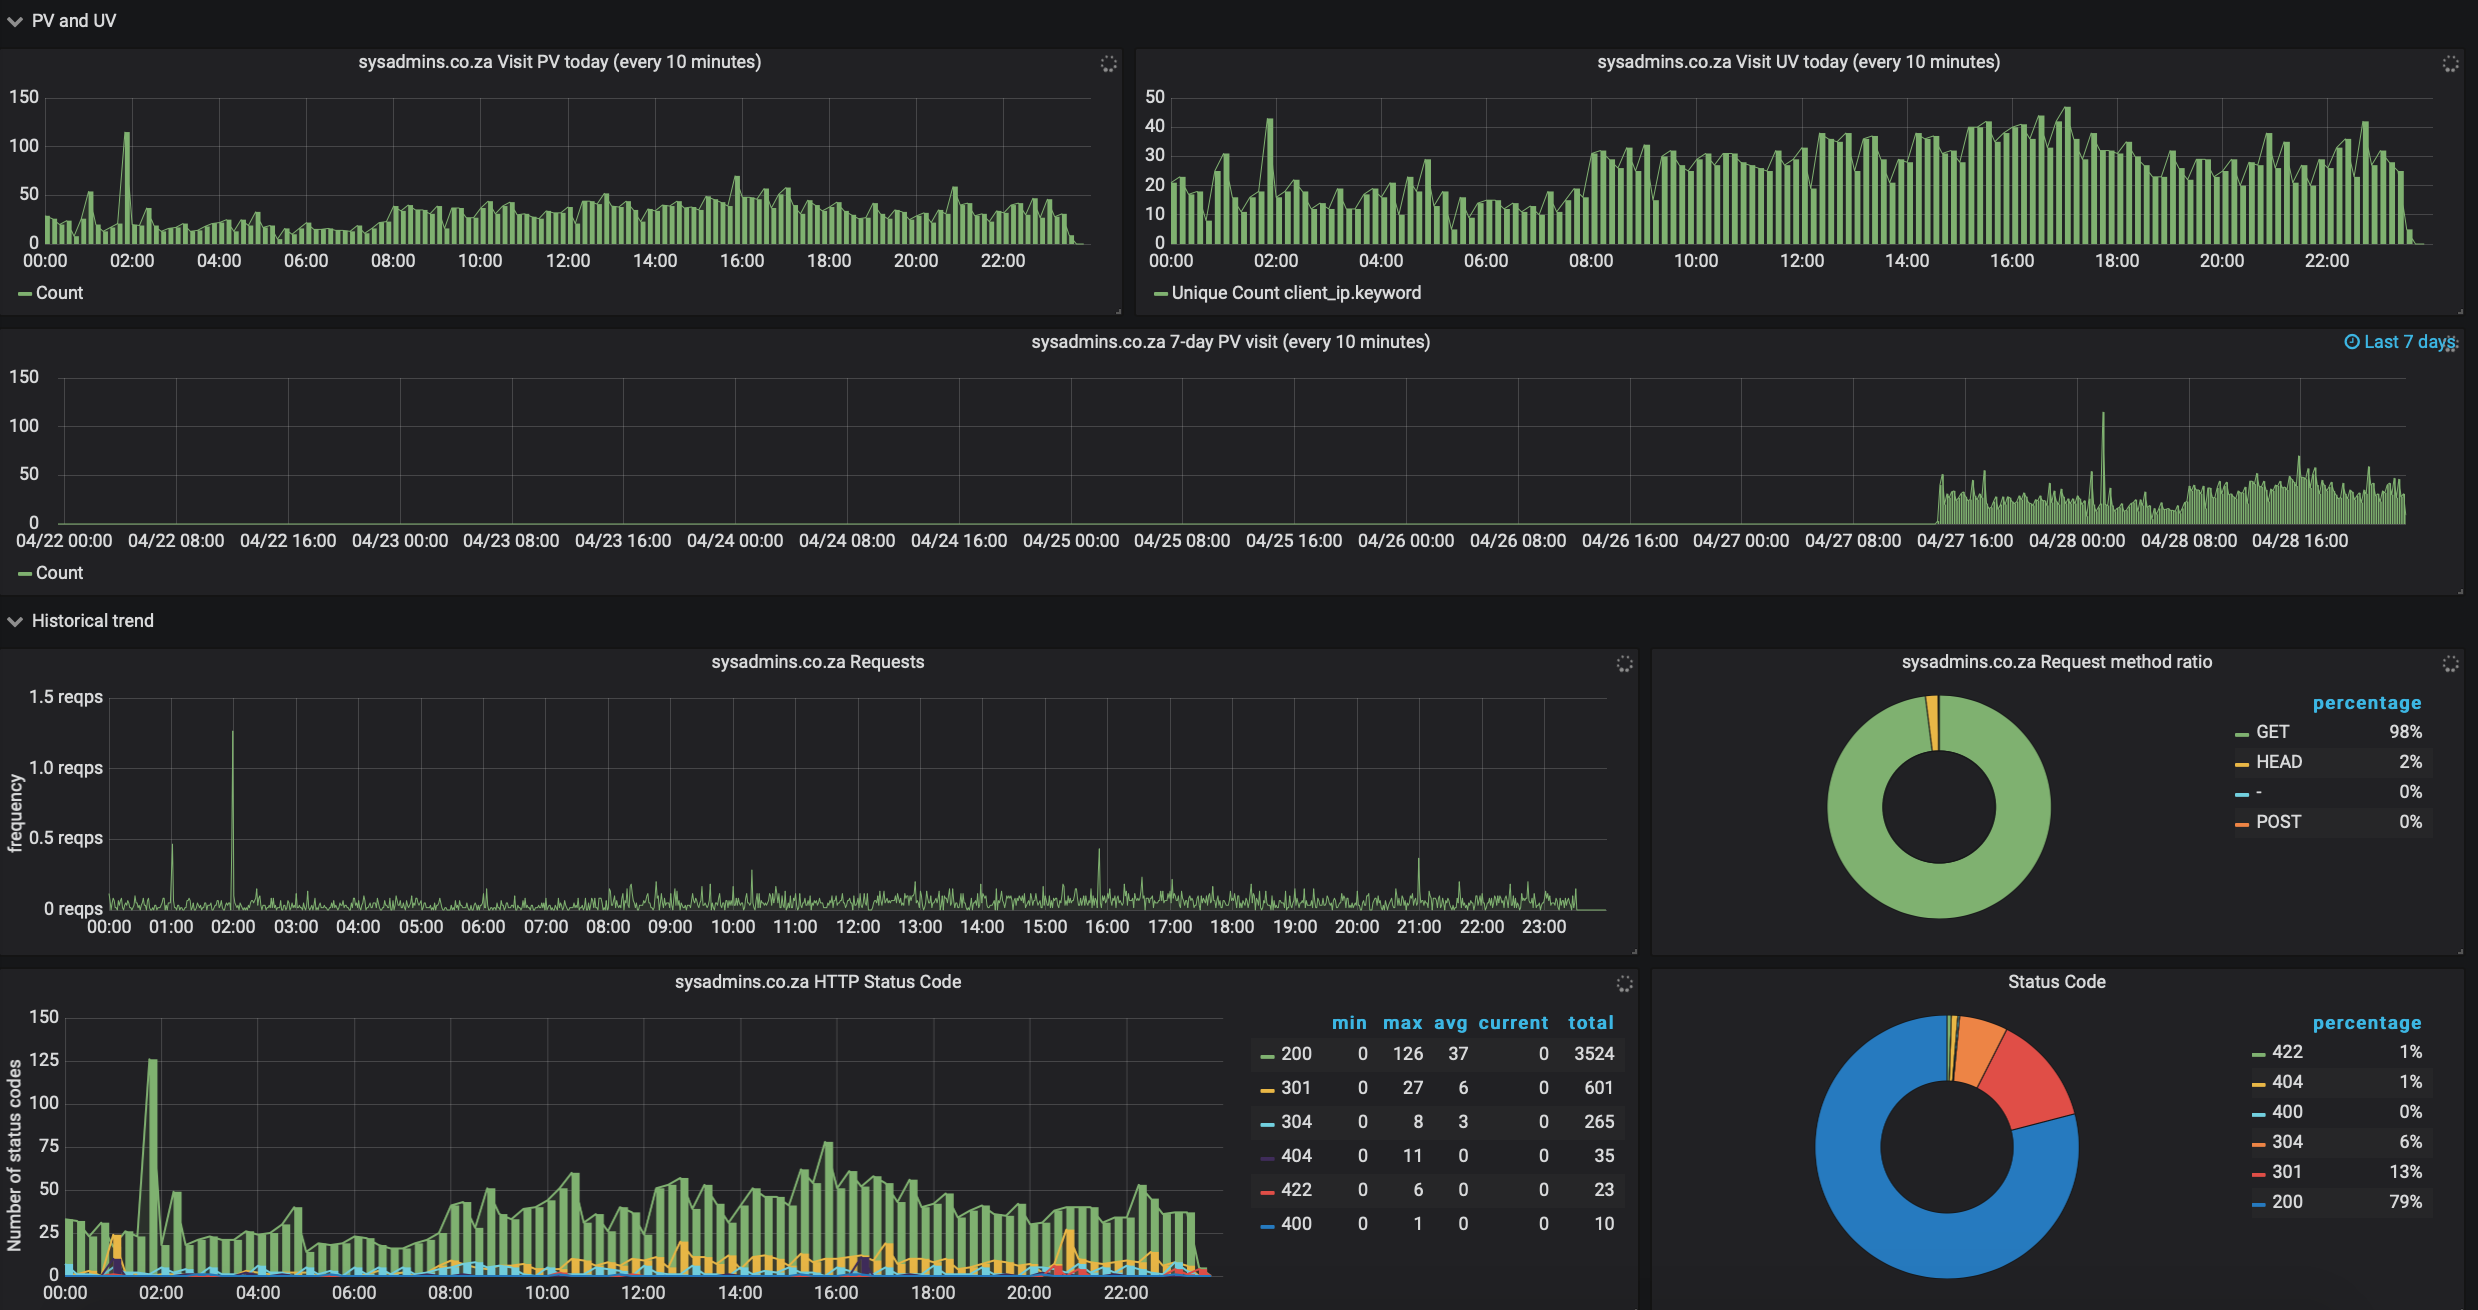 PV and UV
sysadmins.co.za Visit PV today (every 10 minutes)
150
100
50
0
00:00 02:00 04:00 06:00 08:00 10:00 12:00 14:00 16:00 18:00 20:00 22:00
Count
sysadmins.co.za Visit UV today (every 10 minutes)
50
40
30
20
10
0
00:00 02:00 04:00 06:00 08:00 10:00 12:00 14:00 16:00 18:00 20:00 22:00
Unique Count client_ip.keyword
sysadmins.co.za 7-day PV visit (every 10 minutes)
Last 7 days
150
100
50
0
04/22 00:00 04/22 08:00 04/22 16:00 04/23 00:00 04/23 08:00 04/23 16:00 04/24 00:00 04/24 08:00 04/24 16:00 04/25 00:00 04/25 08:00 04/25 16:00 04/26 00:00 04/26 08:00 04/26 16:00 04/27 00:00 04/27 08:00 04/27 16:00 04/28 00:00 04/28 08:00 04/28 16:00
Count
Historical trend
sysadmins.co.za Requests
frequency
1.5 reqps
1.0 reqps
0.5 reqps
0 reqps
00:00 01:00 02:00 03:00 04:00 05:00 06:00 07:00 08:00 09:00 10:00 11:00 12:00 13:00 14:00 15:00 16:00 17:00 18:00 19:00 20:00 21:00 22:00 23:00
sysadmins.co.za Request method ratio
percentage
GET 98%
HEAD 2%
- 0%
POST 0%
sysadmins.co.za HTTP Status Code
Number of status codes
150
125
100
75
50
25
0
00:00 02:00 04:00 06:00 08:00 10:00 12:00 14:00 16:00 18:00 20:00 22:00
min max avg current total
200 0 126 37 0 3524
301 0 27 6 0 601
304 0 8 3 0 265
404 0 11 0 0 35
422 0 6 0 0 23
400 0 1 0 0 10
Status Code
percentage
422 1%
404 1%
400 0%
304 6%
301 13%
200 79%